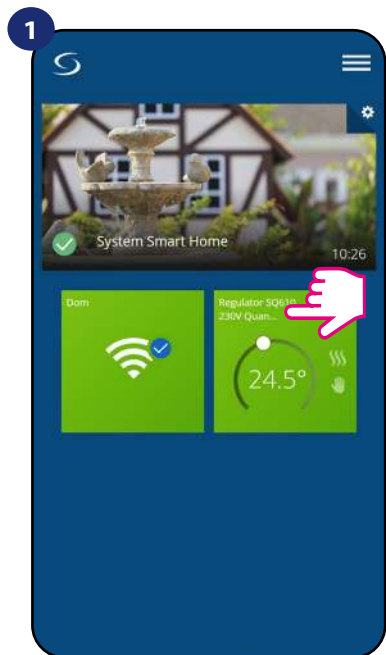 1
System Smart Home
10:26
Dom
Regulator SQ610
230V Quan...
24.5°